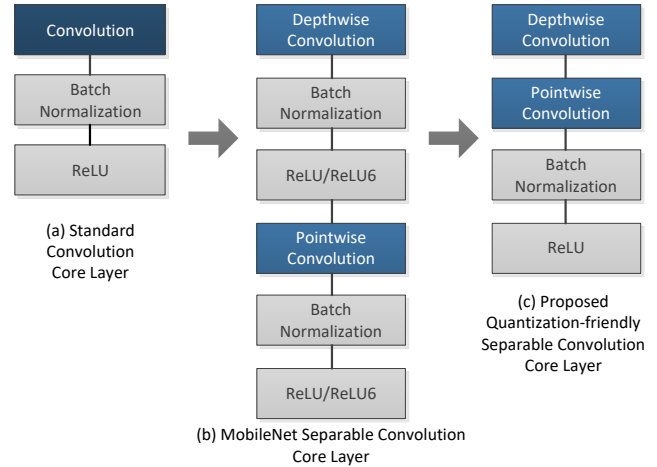 Convolution
Batch
Normalization
ReLU
(a) Standard
Convolution
Core Layer
Depthwise
Convolution
Batch
Normalization
ReLU/ReLU6
Pointwise
Convolution
Batch
Normalization
ReLU/ReLU6
(b) MobileNet Separable Convolution
Core Layer
Depthwise
Convolution
Pointwise
Convolution
Batch
Normalization
ReLU
(c) Proposed
Quantization-friendly
Separable Convolution
Core Layer